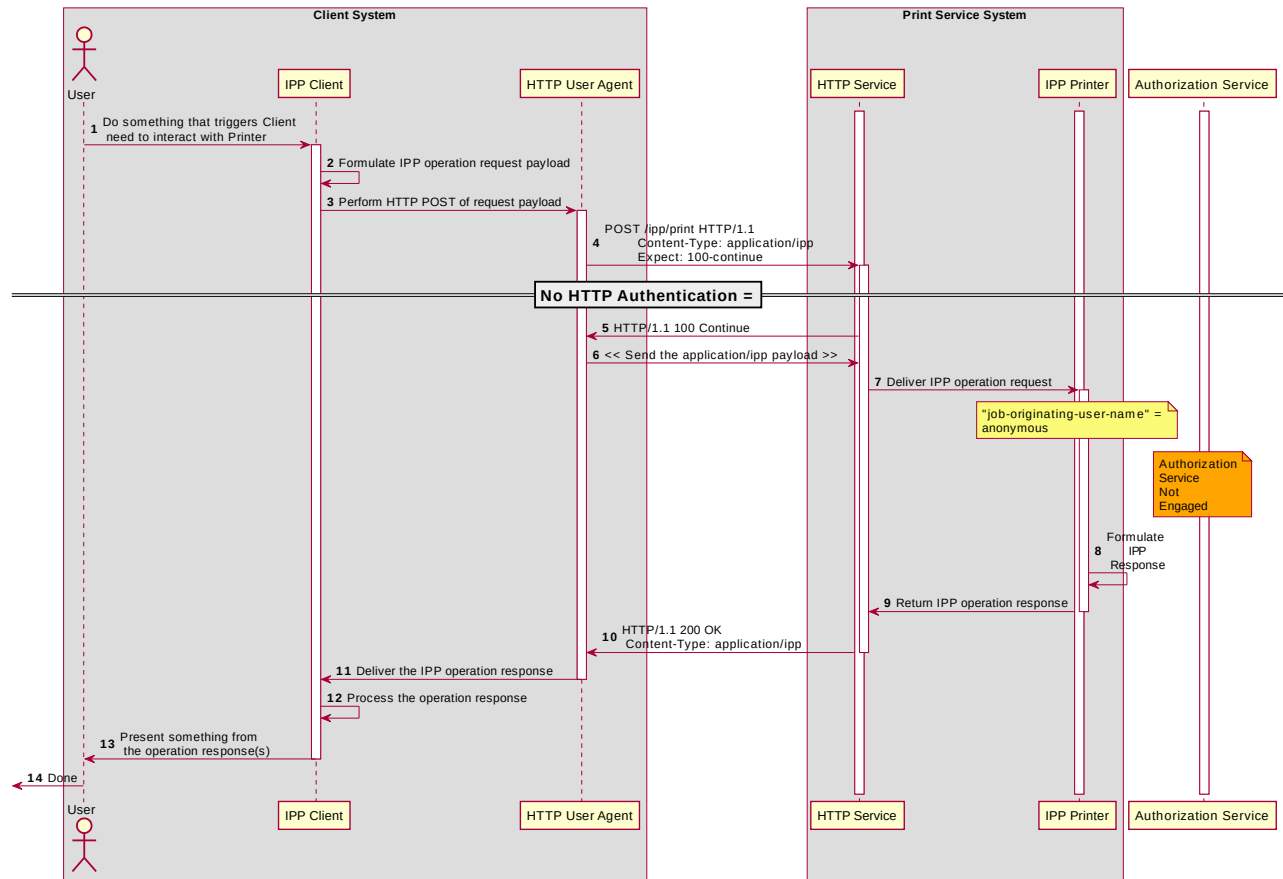 Client System
Print Service System
User
IPP Client
HTTP User Agent
HTTP Service
IPP Printer
Authorization Service
1 Do something that triggers Client
need to interact with Printer
2 Formulate IPP operation request payload
3 Perform HTTP POST of request payload
POST /ipp/print HTTP/1.1
4 Content-Type: application/ipp
Expect: 100-continue
No HTTP Authentication =
5 HTTP/1.1 100 Continue
6 << Send the application/ipp payload >>
7 Deliver IPP operation request
"job-originating-user-name" =
anonymous
Authorization
Service
Not
Engaged
Formulate
8 IPP
Response
9 Return IPP operation response
10 HTTP/1.1 200 OK
Content-Type: application/ipp
11 Deliver the IPP operation response
12 Process the operation response
13 Present something from
the operation response(s)
14 Done
User
IPP Client
HTTP User Agent
HTTP Service
IPP Printer
Authorization Service